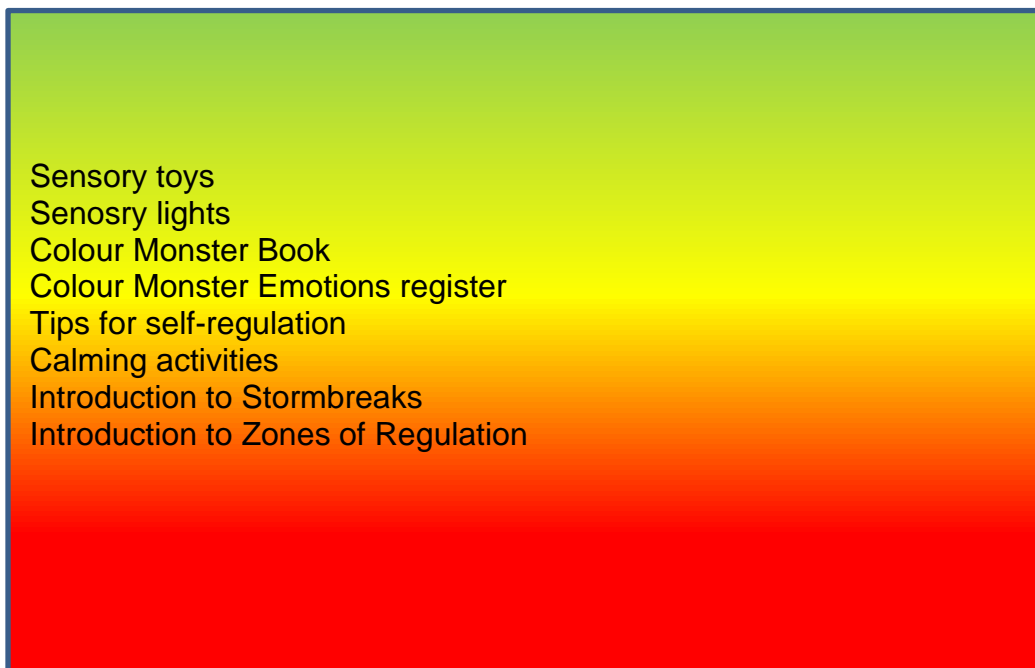 Sensory toys
Senosry lights
Colour Monster Book
Colour Monster Emotions register
Tips for self-regulation
Calming activities
Introduction to Stormbreaks
Introduction to Zones of Regulation